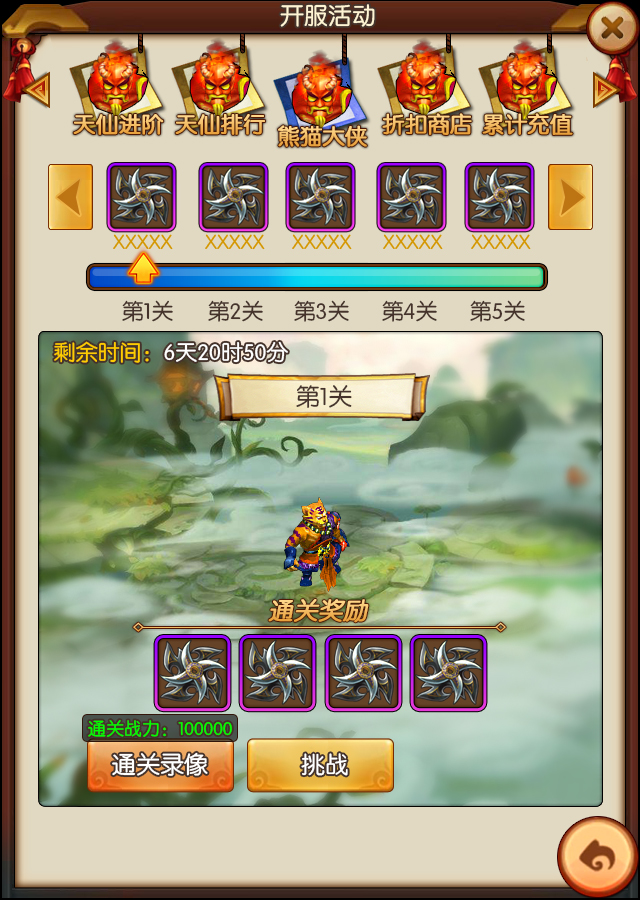 开服活动
天仙进阶 天仙排行 熊猫大侠 折扣商店 累计充值
XXXXX XXXXX XXXXX XXXXX XXXXX
第1关 第2关 第3关 第4关 第5关
剩余时间：6天20时50分
第1关
通关奖励
通关战力：100000
通关录像 挑战